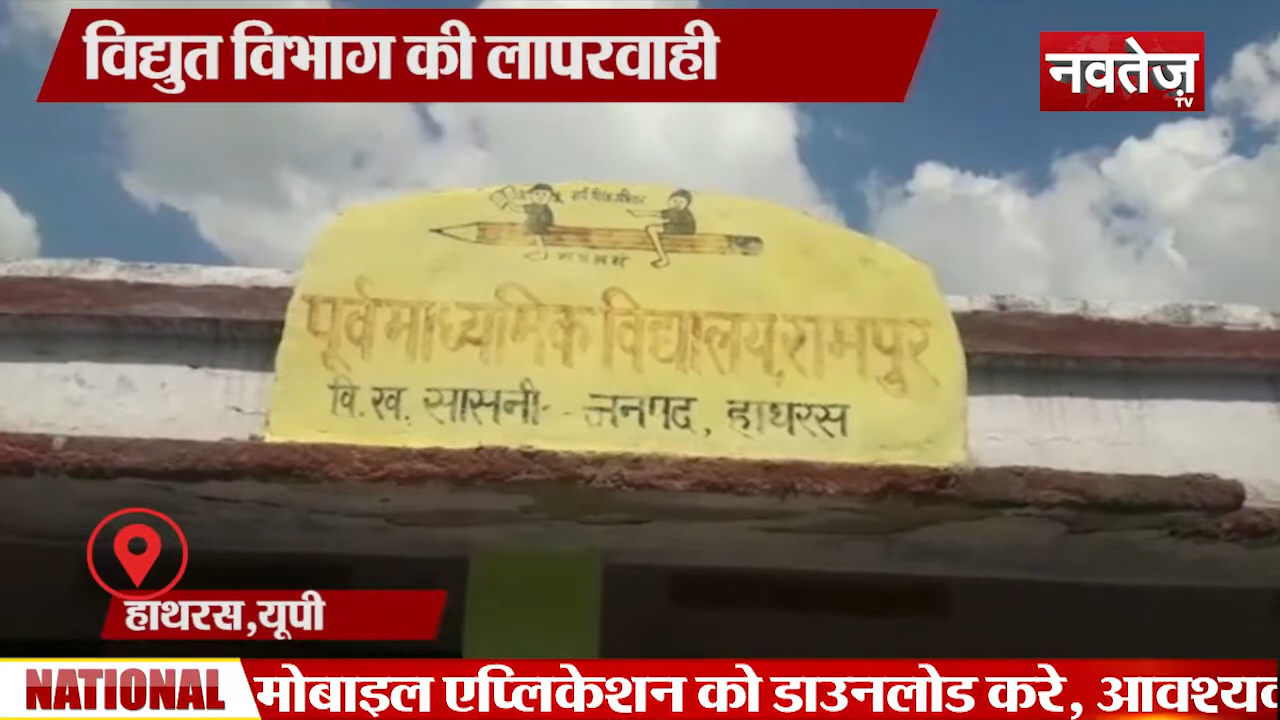 विद्युत विभाग की लापरवाही
नवतेज़
TV
पूर्व माध्यमिक विद्यालय, रामपुर
वि.ख. सासनी - जनपद, हाथरस
हाथरस,यूपी
NATIONAL
मोबाइल एप्लिकेशन को डाउनलोड करे, आवश्यक